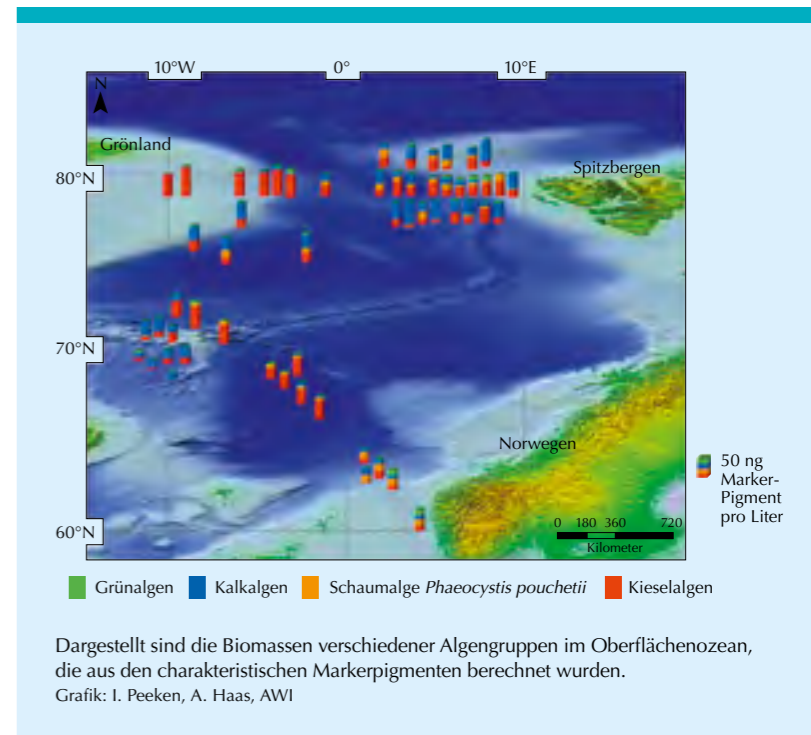 10°W 0° 10°E
N
Grönland
Spitzbergen
80°N
70°N
Norwegen
50 ng
Marker-
Pigment
pro Liter
0 180 360 720
Kilometer
60°N
Grünalgen Kalkalgen Schaumalge Phaeocystis pouchetii Kieselalgen
Dargestellt sind die Biomassen verschiedener Algengruppen im Oberflächenozean,
die aus den charakteristischen Markerpigmenten berechnet wurden.
Grafik: I. Peeken, A. Haas, AWI